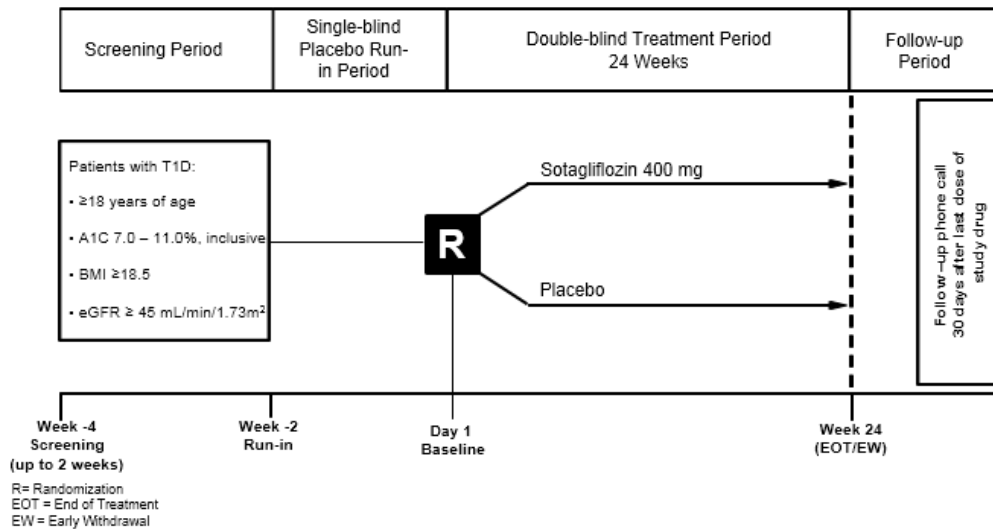 Screening Period
Single-blind
Placebo Run-
in Period
Double-blind Treatment Period
24 Weeks
Follow-up
Period
Patients with T1D:
• ≥18 years of age
• A1C 7.0 – 11.0%, inclusive
• BMI ≥18.5
• eGFR ≥ 45 mL/min/1.73m²
R
Sotagliflozin 400 mg
Placebo
Follow-up phone call
30 days after last dose of
study drug
Week -4
Screening
(up to 2 weeks)
Week -2
Run-in
Day 1
Baseline
Week 24
(EOT/EW)
R= Randomization
EOT = End of Treatment
EW = Early Withdrawal